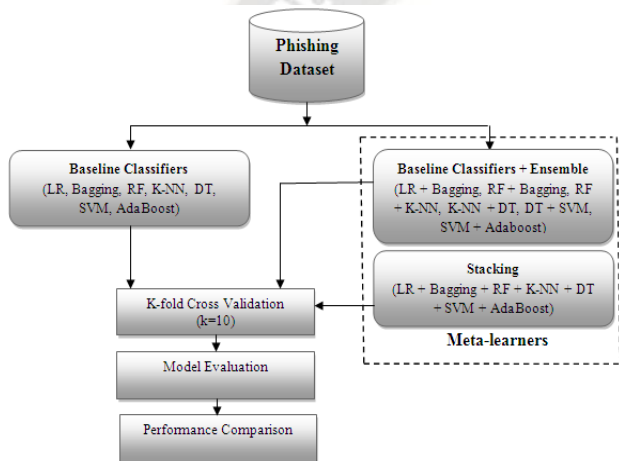 Phishing
Dataset
Baseline Classifiers
(LR, Bagging, RF, K-NN, DT,
SVM, AdaBoost)
Baseline Classifiers + Ensemble
(LR + Bagging, RF + Bagging, RF
+ K-NN, K-NN + DT, DT + SVM,
SVM + Adaboost)
Stacking
(LR + Bagging + RF + K-NN + DT
+ SVM + AdaBoost)
Meta-learners
K-fold Cross Validation
(k=10)
Model Evaluation
Performance Comparison